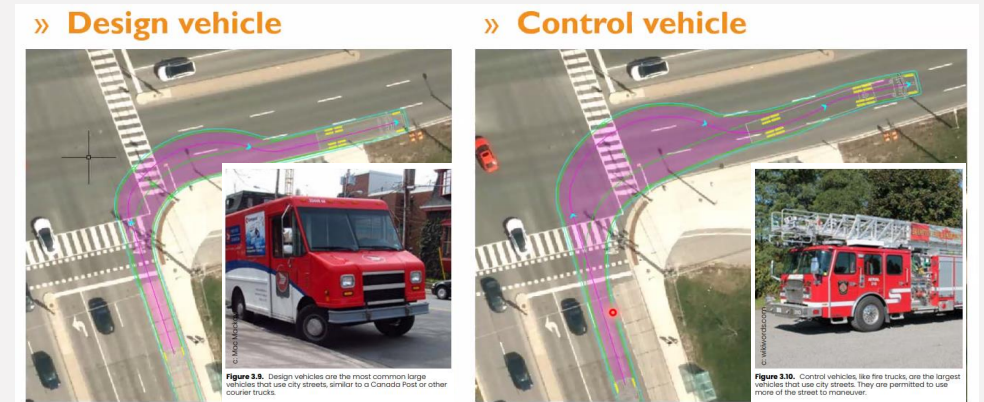 » Design vehicle
» Control vehicle
c: wikiwords.com
Figure 3.9. Design vehicles are the most common large
vehicles that use city streets, similar to a Canada Post or other
courier trucks.
Figure 3.10. Control vehicles, like fire trucks, are the largest
vehicles that use city streets. They are permitted to use
more of the street to maneuver.